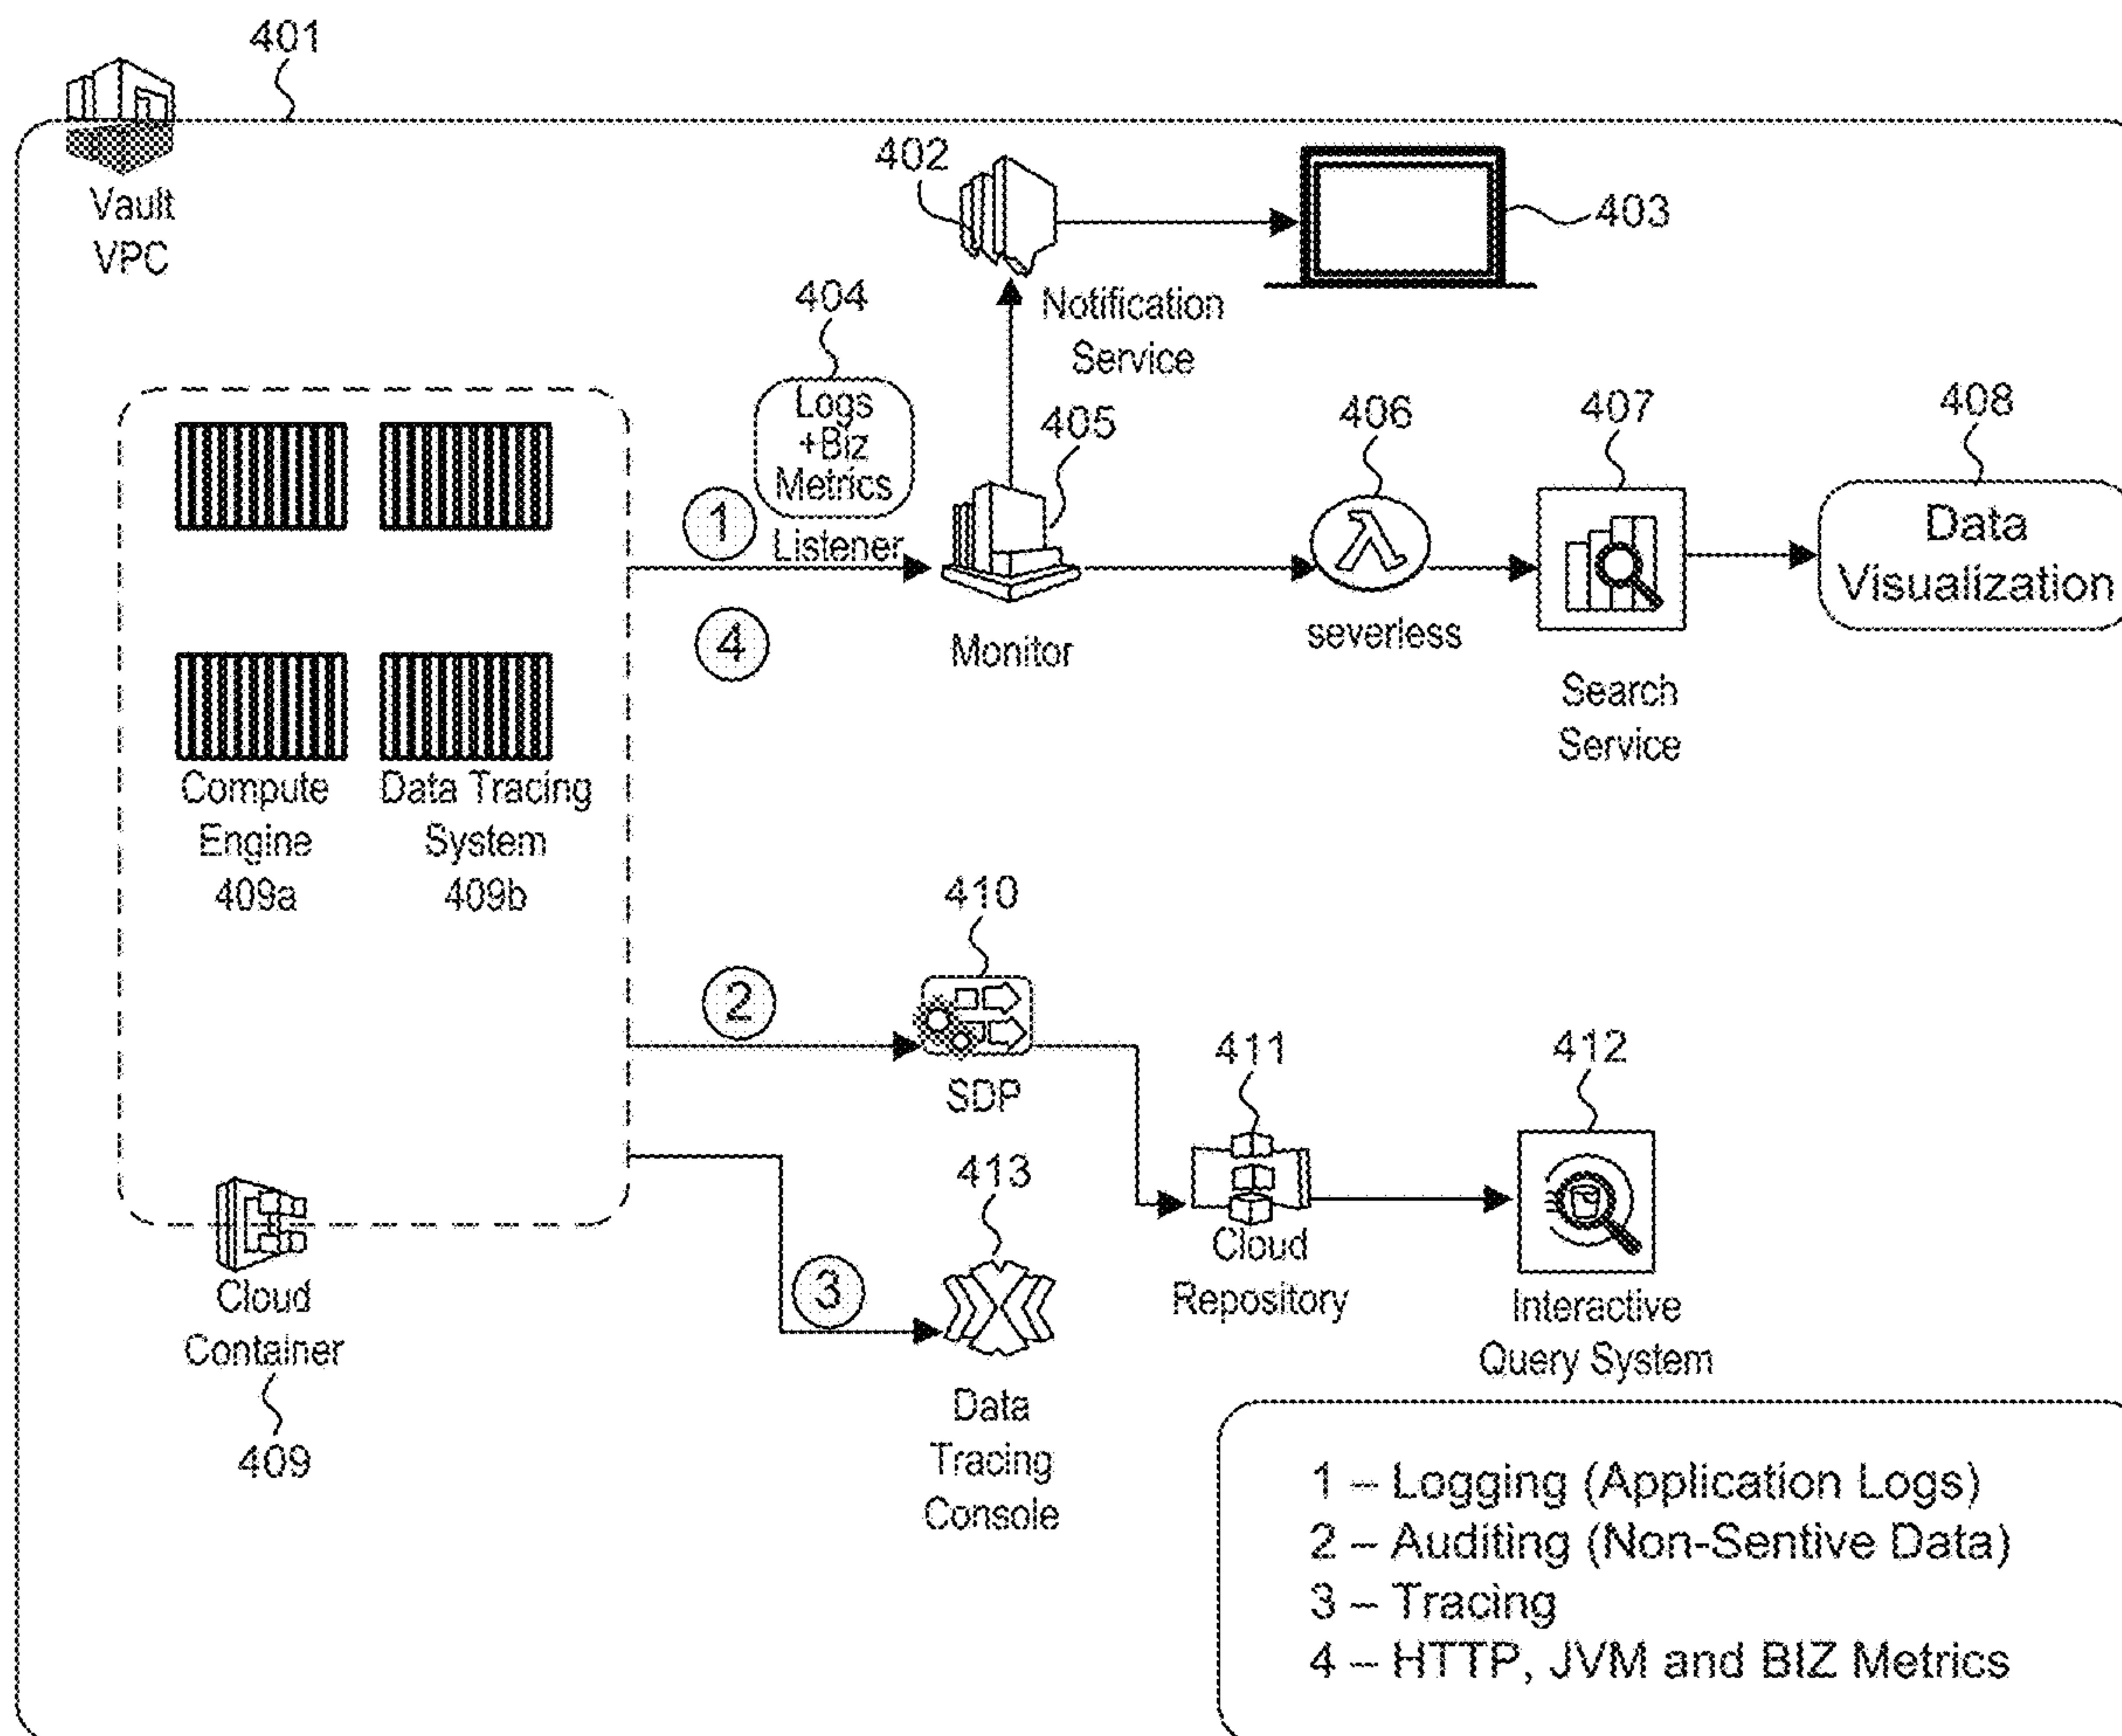 401
Vault
VPC
402
403
Notification
Service
404
Logs
+Biz
Metrics
Listener
405
Monitor
406
severless
407
Search
Service
408
Data
Visualization
1
4
Compute
Engine
409a
Data Tracing
System
409b
2
410
SDP
411
Cloud
Repository
412
Interactive
Query System
3
413
Data
Tracing
Console
Cloud
Container
409
1 – Logging (Application Logs)
2 – Auditing (Non-Sentive Data)
3 – Tracing
4 – HTTP, JVM and BIZ Metrics